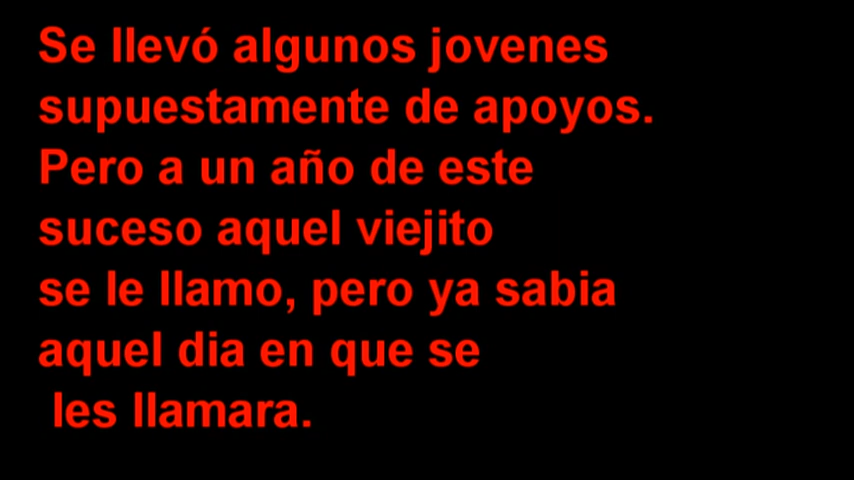 Se llevó algunos jovenes
supuestamente de apoyos.
Pero a un año de este
suceso aquel viejito
se le llamo, pero ya sabia
aquel dia en que se
les llamara.